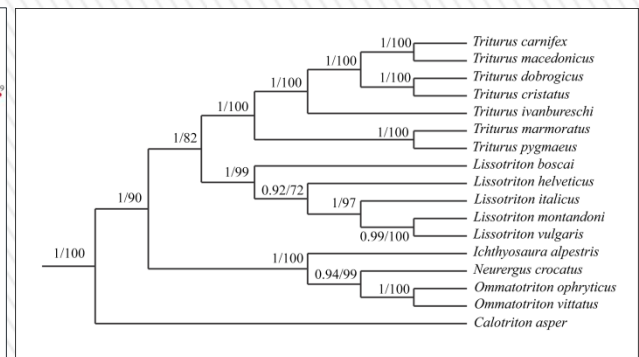 1/100
Triturus carnifex
1/100
Triturus macedonicus
1/100
1/100
Triturus dobrogicus
Triturus cristatus
1/100
Triturus ivanbureschi
1/82
1/100
Triturus marmoratus
Triturus pygmaeus
1/99
Lissotriton boscai
0.92/72
Lissotriton helveticus
1/90
1/97
Lissotriton italicus
Lissotriton montandoni
0.99/100
Lissotriton vulgaris
1/100
1/100
Ichthyosaura alpestris
0.94/99
Neurergus crocatus
1/100
Ommatotriton ophryticus
Ommatotriton vittatus
Calotriton asper